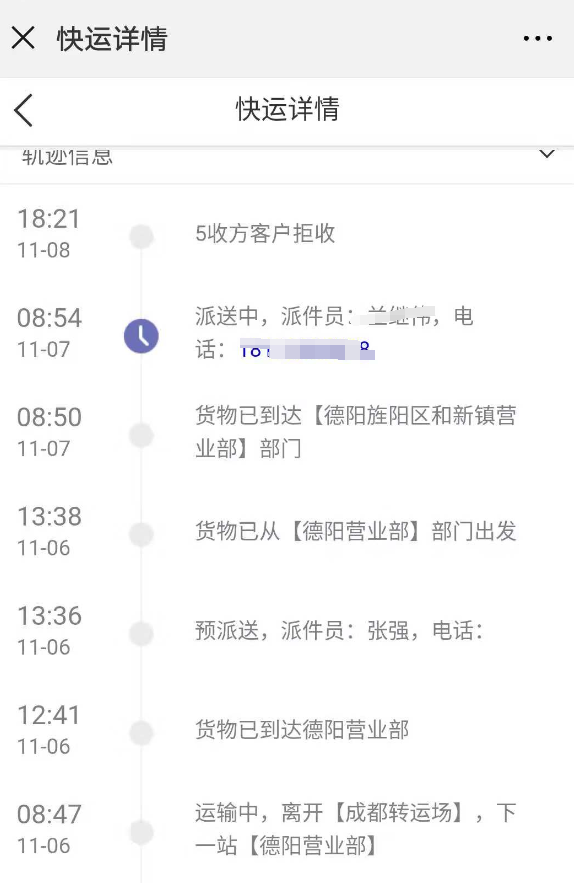 快运详情
快运详情
轨迹信息
18:21
11-08
5收方客户拒收
08:54
11-07
派送中，派件员：兰继伟，电
话：18
8
08:50
11-07
货物已到达【德阳旌阳区和新镇营
业部】部门
13:38
11-06
货物已从【德阳营业部】部门出发
13:36
11-06
预派送，派件员：张强，电话：
12:41
11-06
货物已到达德阳营业部
08:47
11-06
运输中，离开【成都转运场】，下
一站【德阳营业部】